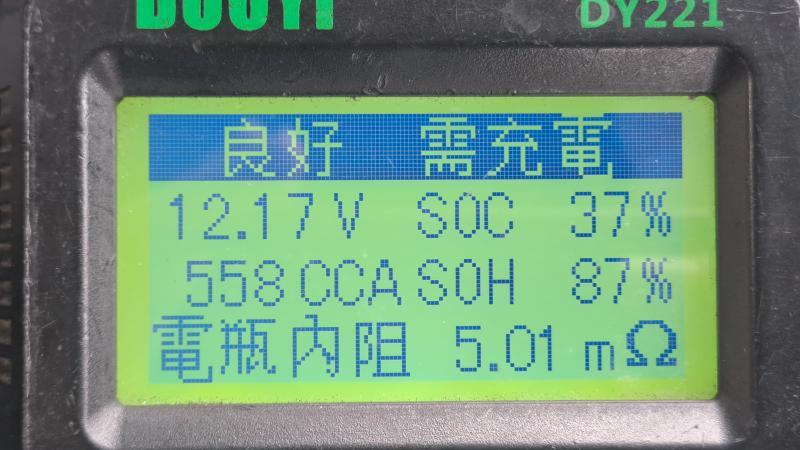 DUOYI DY221
良好 需充電
12.17V SOC 37%
558CCA SOH 87%
電瓶內阻 5.01 mΩ